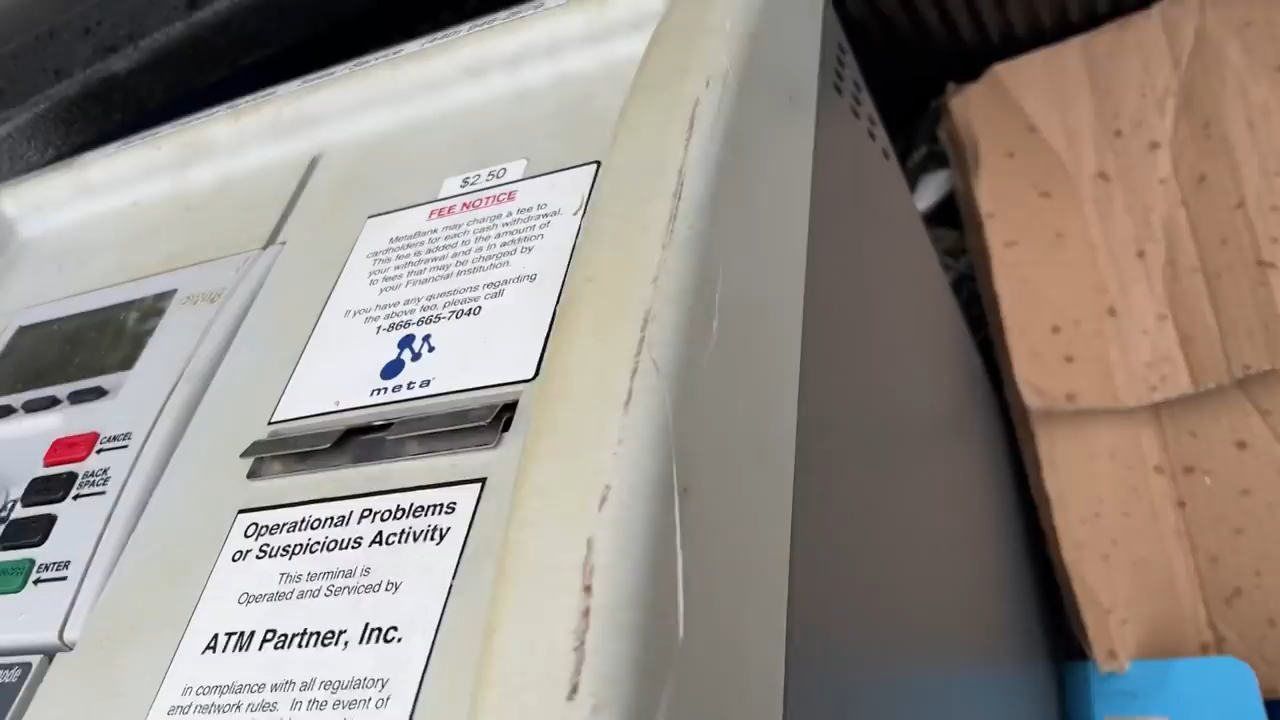 $2.50
FEE NOTICE
MetaBank may charge a fee to
cardholders for each cash withdrawal.
This fee is added to the amount of
your withdrawal and is in addition
to fees that may be charged by
your Financial Institution.
If you have any questions regarding
the above fee, please call
1-866-665-7040
meta
CANCEL
BACK
SPACE
ENTER
Operational Problems
or Suspicious Activity
This terminal is
Operated and Serviced by
ATM Partner, Inc.
in compliance with all regulatory
and network rules. In the event of